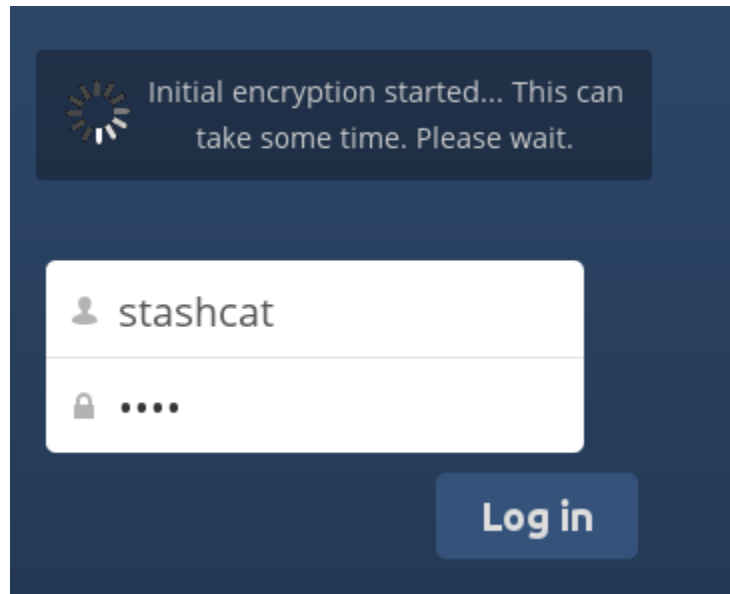 Initial encryption started... This can
take some time. Please wait.
stashcat
••••
Log in